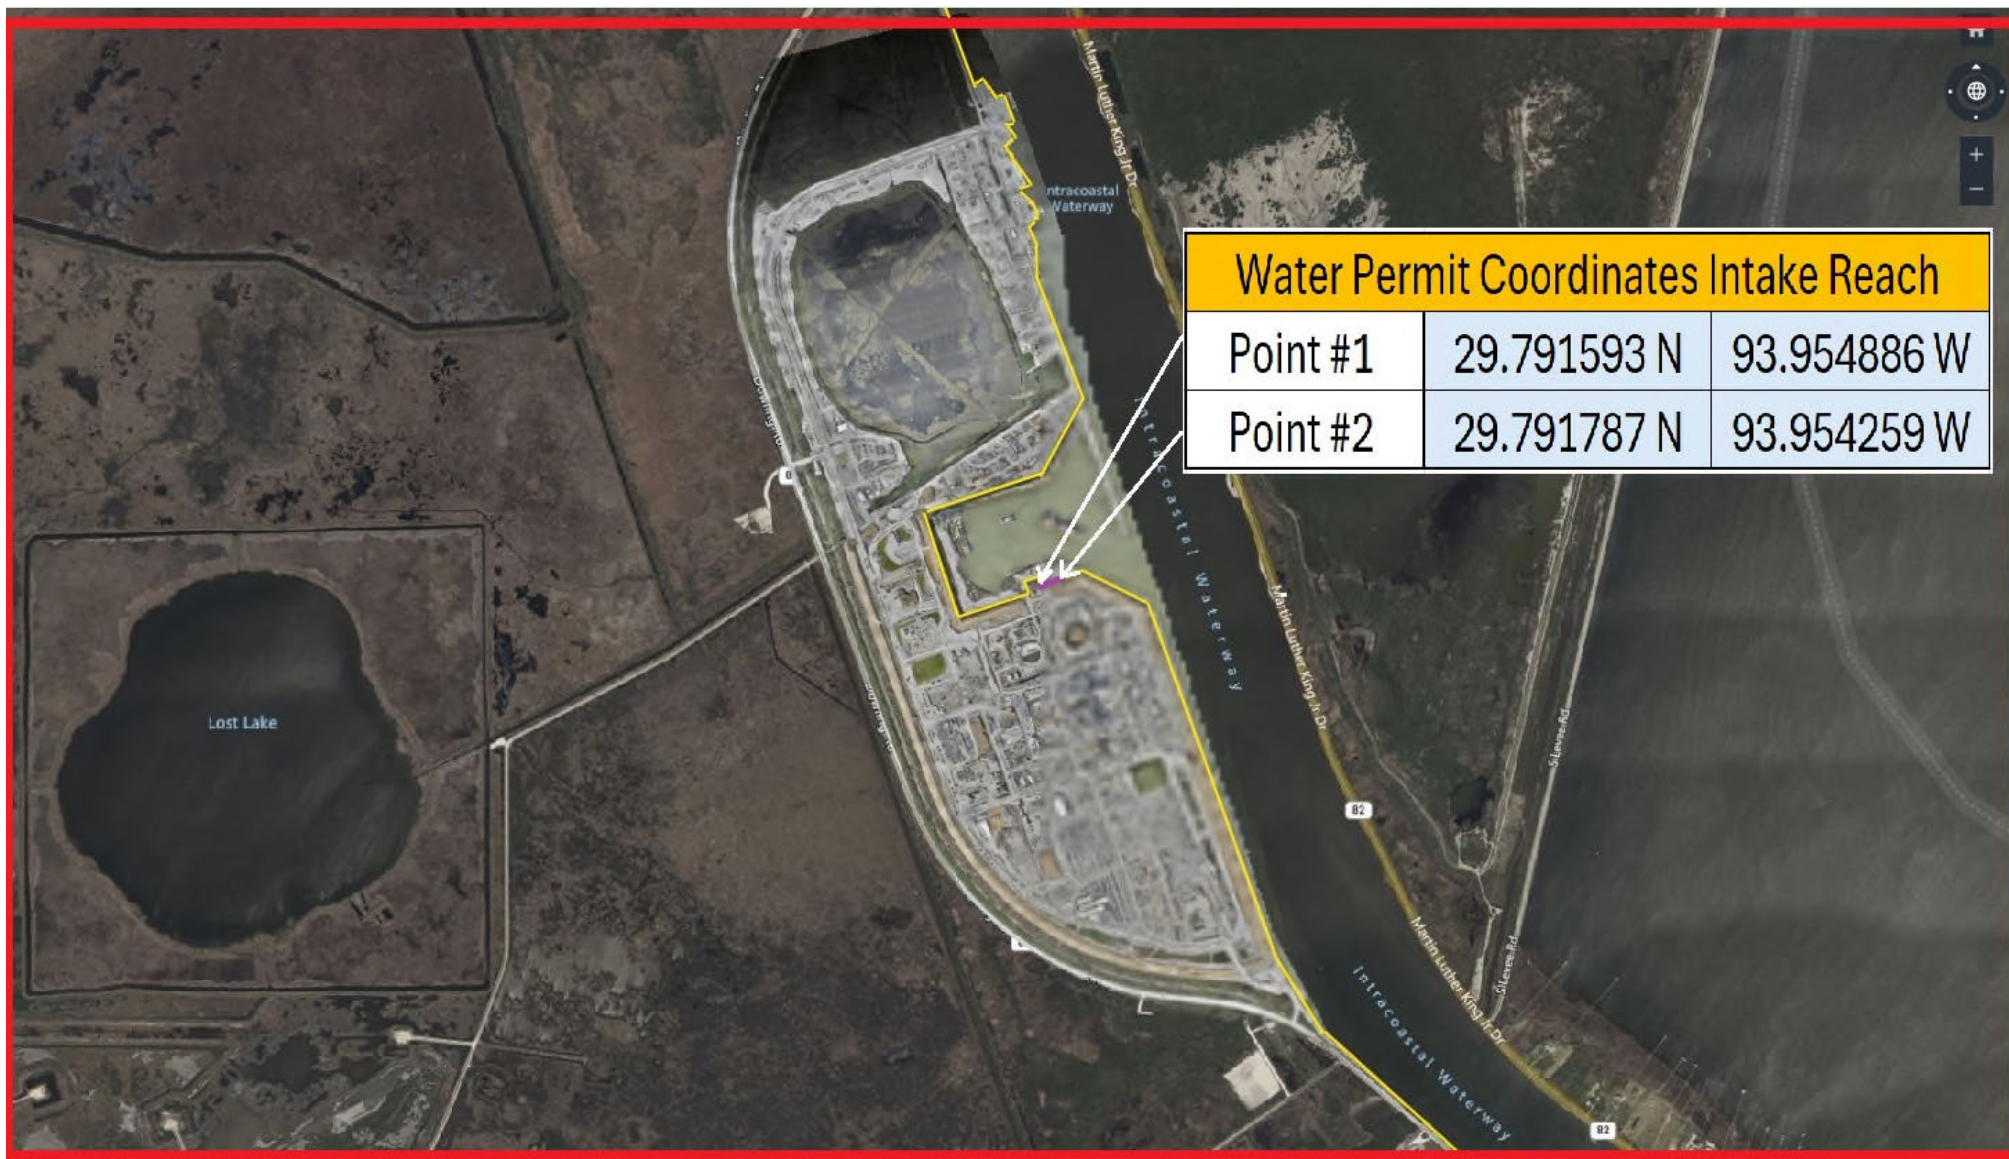 Martin Luther King Jr Dr
ntracoastal
Waterway
Water Permit Coordinates Intake Reach
Point #1 29.791593 N 93.954886 W
Point #2 29.791787 N 93.954259 W
Intracoastal Waterway
Martin Luther King Jr Dr
Lost Lake
S Levee Rd
82
Martin Luther King Jr Dr
S Levee Rd
Intracoastal Waterway
82
+
−